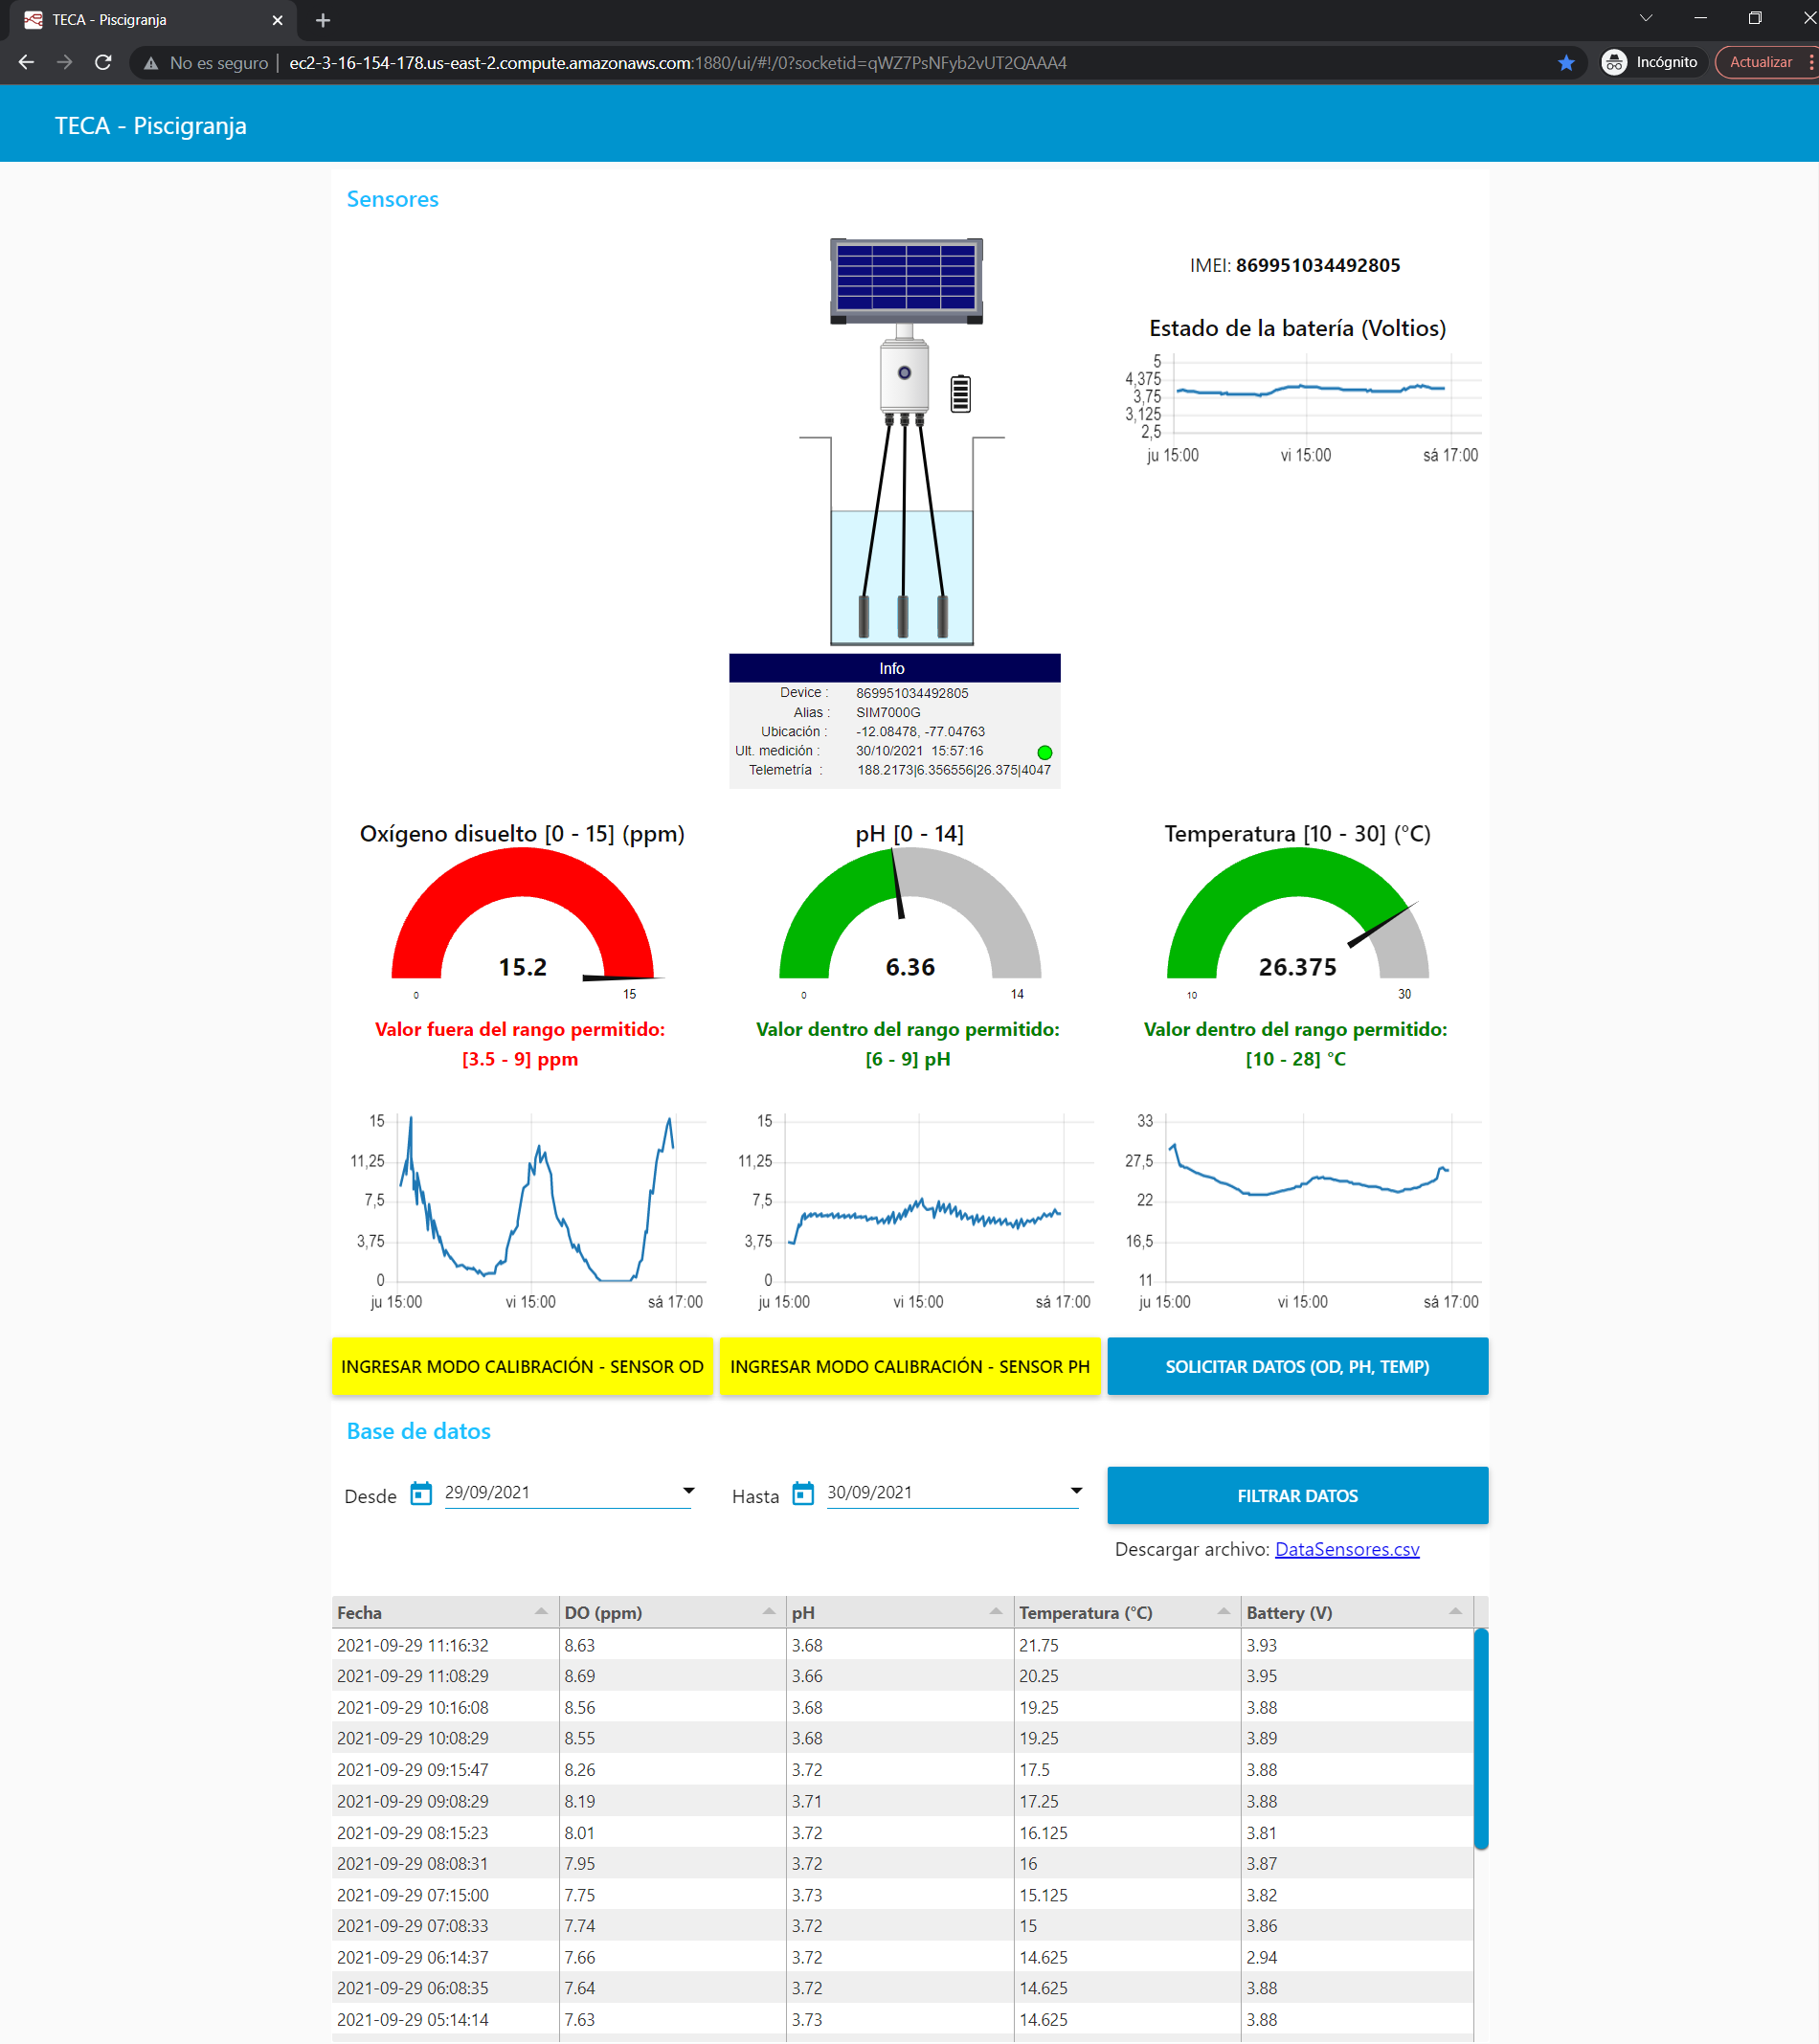 TECA - Piscigranja
No es seguro | ec2-3-16-154-178.us-east-2.compute.amazonaws.com:1880/ui/#!/0?socketid=qWZ7PsNFyb2vUT2QAAA4 Incógnito Actualizar
TECA - Piscigranja
Sensores
IMEI: 869951034492805
Estado de la batería (Voltios)
5
4,375
3,75
3,125
2,5
ju 15:00 vi 15:00 sá 17:00
Info
Device : 869951034492805
Alias : SIM7000G
Ubicación : -12.08478, -77.04763
Ult. medición : 30/10/2021 15:57:16
Telemetría : 188.2173|6.356556|26.375|4047
Oxígeno disuelto [0 - 15] (ppm)
15.2
0 15
Valor fuera del rango permitido:
[3.5 - 9] ppm
pH [0 - 14]
6.36
0 14
Valor dentro del rango permitido:
[6 - 9] pH
Temperatura [10 - 30] (°C)
26.375
10 30
Valor dentro del rango permitido:
[10 - 28] °C
15
11,25
7,5
3,75
0
ju 15:00 vi 15:00 sá 17:00
15
11,25
7,5
3,75
0
ju 15:00 vi 15:00 sá 17:00
33
27,5
22
16,5
11
ju 15:00 vi 15:00 sá 17:00
INGRESAR MODO CALIBRACIÓN - SENSOR OD
INGRESAR MODO CALIBRACIÓN - SENSOR PH
SOLICITAR DATOS (OD, PH, TEMP)
Base de datos
Desde 29/09/2021 Hasta 30/09/2021 FILTRAR DATOS
Descargar archivo: DataSensores.csv
Fecha DO (ppm) pH Temperatura (°C) Battery (V)
2021-09-29 11:16:32 8.63 3.68 21.75 3.93
2021-09-29 11:08:29 8.69 3.66 20.25 3.95
2021-09-29 10:16:08 8.56 3.68 19.25 3.88
2021-09-29 10:08:29 8.55 3.68 19.25 3.89
2021-09-29 09:15:47 8.26 3.72 17.5 3.88
2021-09-29 09:08:29 8.19 3.71 17.25 3.88
2021-09-29 08:15:23 8.01 3.72 16.125 3.81
2021-09-29 08:08:31 7.95 3.72 16 3.87
2021-09-29 07:15:00 7.75 3.73 15.125 3.82
2021-09-29 07:08:33 7.74 3.72 15 3.86
2021-09-29 06:14:37 7.66 3.72 14.625 2.94
2021-09-29 06:08:35 7.64 3.72 14.625 3.88
2021-09-29 05:14:14 7.63 3.73 14.625 3.88